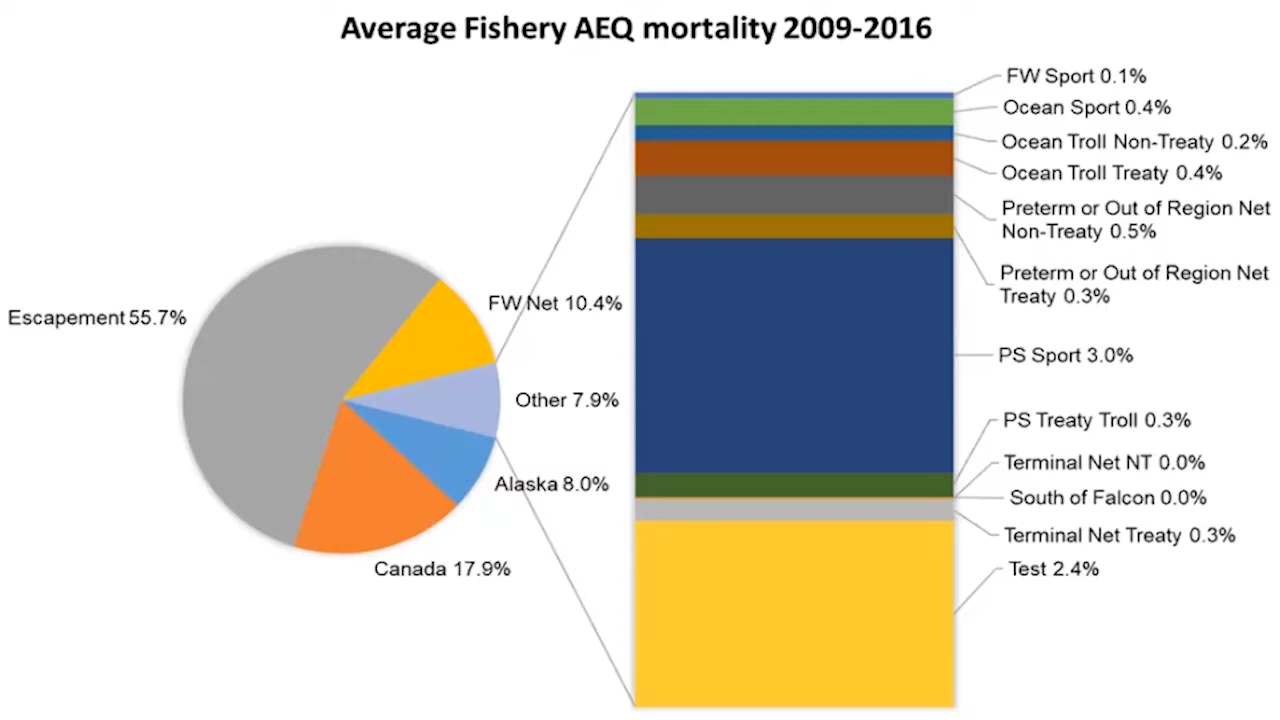 Average Fishery AEQ mortality 2009-2016
FW Sport 0.1%
Ocean Sport 0.4%
Ocean Troll Non-Treaty 0.2%
Ocean Troll Treaty 0.4%
Preterm or Out of Region Net
Non-Treaty 0.5%
Preterm or Out of Region Net
Treaty 0.3%
PS Sport 3.0%
PS Treaty Troll 0.3%
Terminal Net NT 0.0%
South of Falcon 0.0%
Terminal Net Treaty 0.3%
Test 2.4%
Escapement 55.7%
FW Net 10.4%
Other 7.9%
Alaska 8.0%
Canada 17.9%